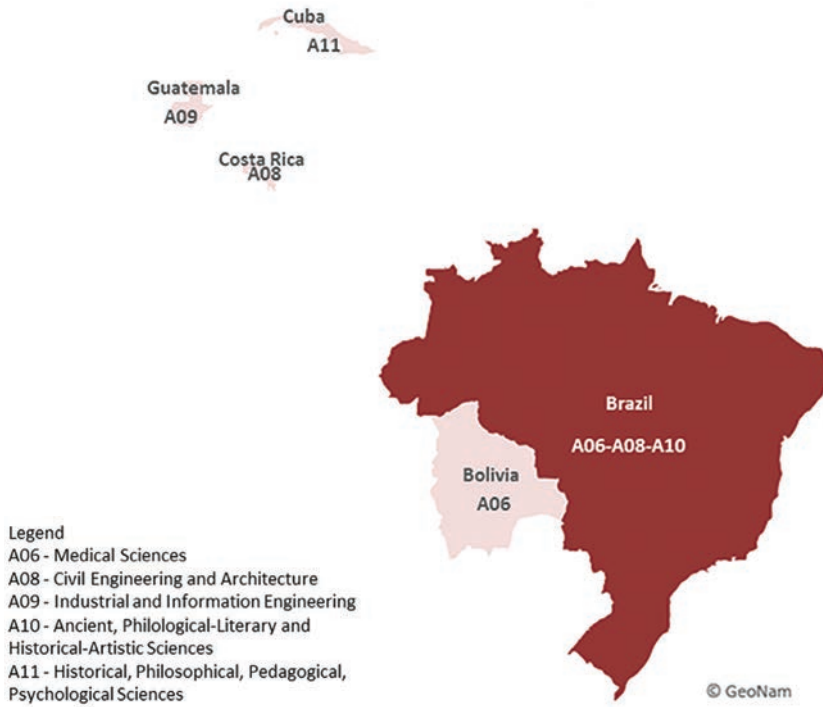 Cuba
A11
Guatemala
A09
Costa Rica
A08
Brazil
A06-A08-A10
Bolivia
A06
Legend
A06 - Medical Sciences
A08 - Civil Engineering and Architecture
A09 - Industrial and Information Engineering
A10 - Ancient, Philological-Literary and
Historical-Artistic Sciences
A11 - Historical, Philosophical, Pedagogical,
Psychological Sciences
© GeoNam